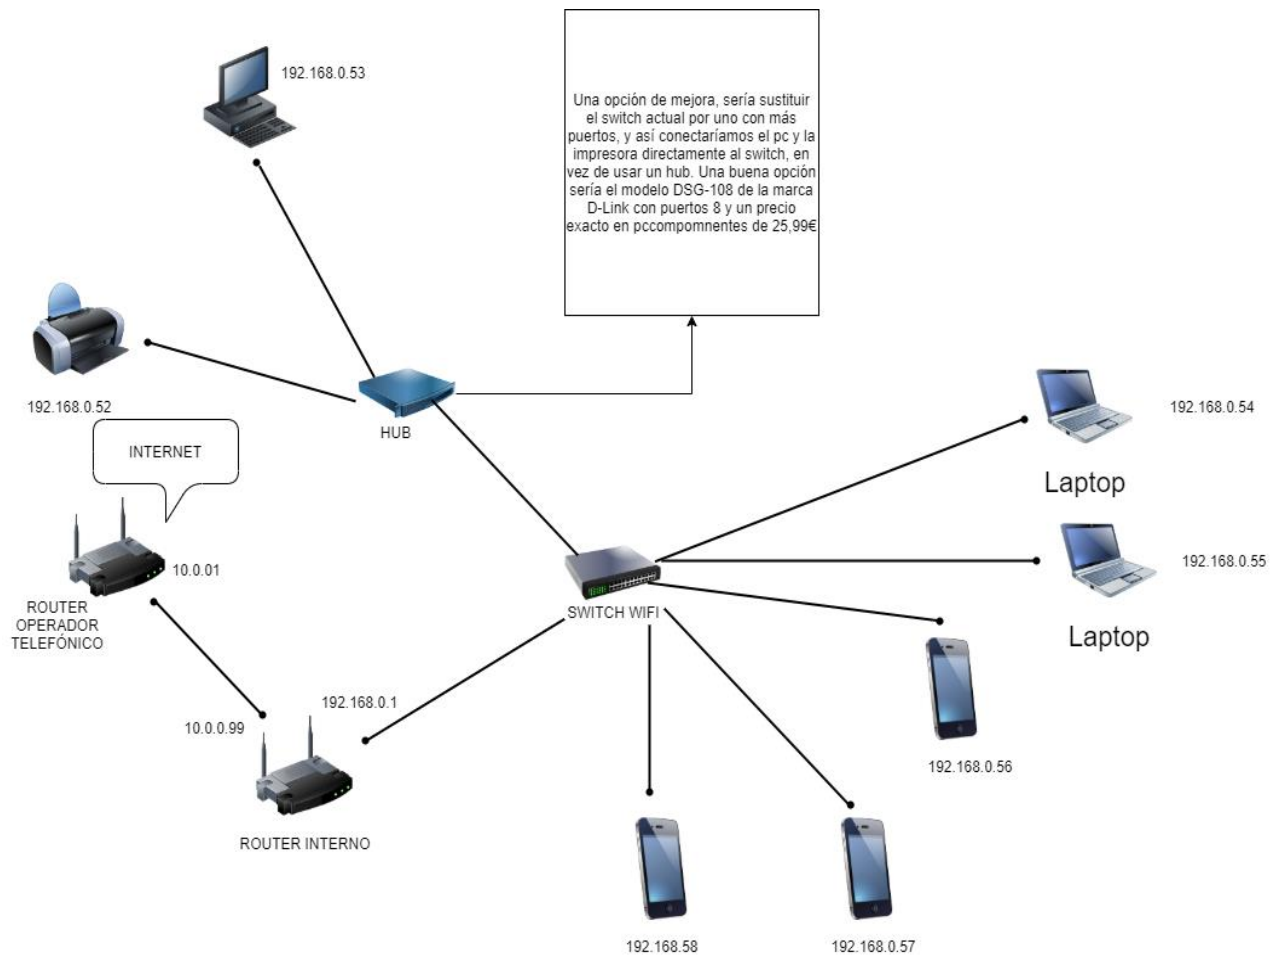 192.168.0.53
Una opción de mejora, sería sustituir
el switch actual por uno con más
puertos, y así conectaríamos el pc y la
impresora directamente al switch, en
vez de usar un hub. Una buena opción
sería el modelo DSG-108 de la marca
D-Link con puertos 8 y un precio
exacto en pccompomnentes de 25,99€
192.168.0.52
HUB
192.168.0.54
Laptop
INTERNET
10.0.01
ROUTER
OPERADOR
TELEFÓNICO
SWITCH WIFI
192.168.0.55
Laptop
192.168.0.1
10.0.0.99
ROUTER INTERNO
192.168.0.56
192.168.58
192.168.0.57